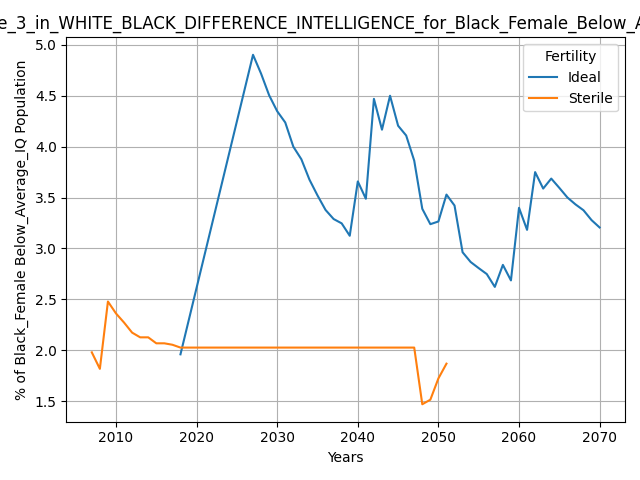 e_3_in_WHITE_BLACK_DIFFERENCE_INTELLIGENCE_for_Black_Female_Below_A
% of Black_Female Below_Average_IQ Population
5.0
4.5
4.0
3.5
3.0
2.5
2.0
1.5
Fertility
Ideal
Sterile
2010 2020 2030 2040 2050 2060 2070
Years